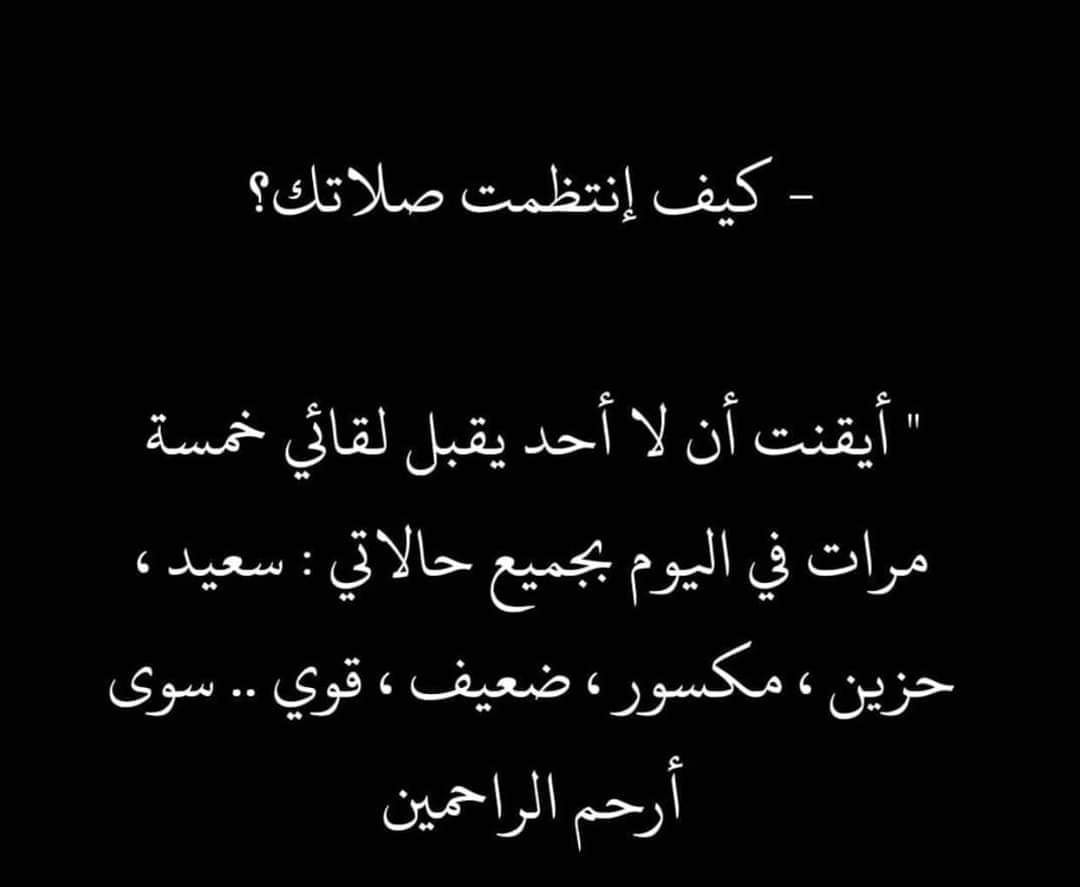 - كيف إنتظمت صلاتك؟
" أيقنت أن لا أحد يقبل لقائي خمسة
مرات في اليوم بجميع حالاتي : سعيد ،
حزين ، مكسور ، ضعيف ، قوي .. سوى
أرحم الراحمين